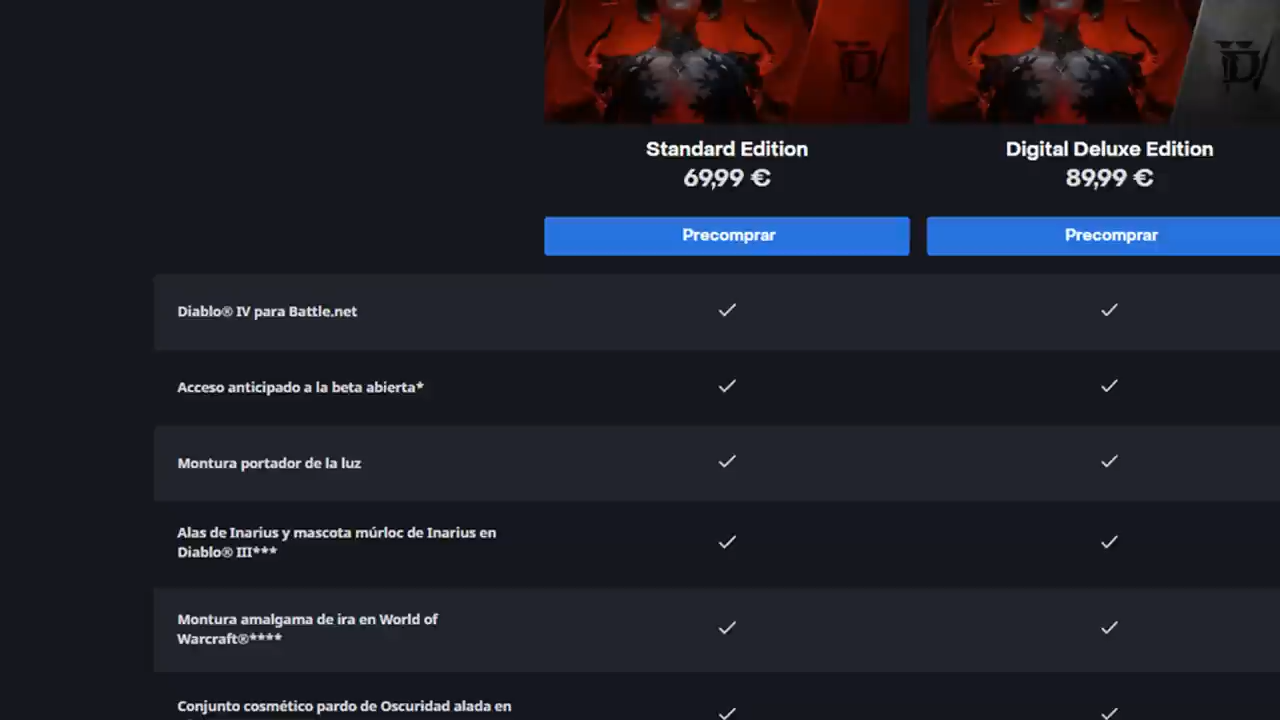 Standard Edition
69,99 €
Precomprar
Digital Deluxe Edition
89,99 €
Precomprar
Diablo® IV para Battle.net
Acceso anticipado a la beta abierta*
Montura portador de la luz
Alas de Inarius y mascota múrloc de Inarius en
Diablo® III***
Montura amalgama de ira en World of
Warcraft®****
Conjunto cosmético pardo de Oscuridad alada en